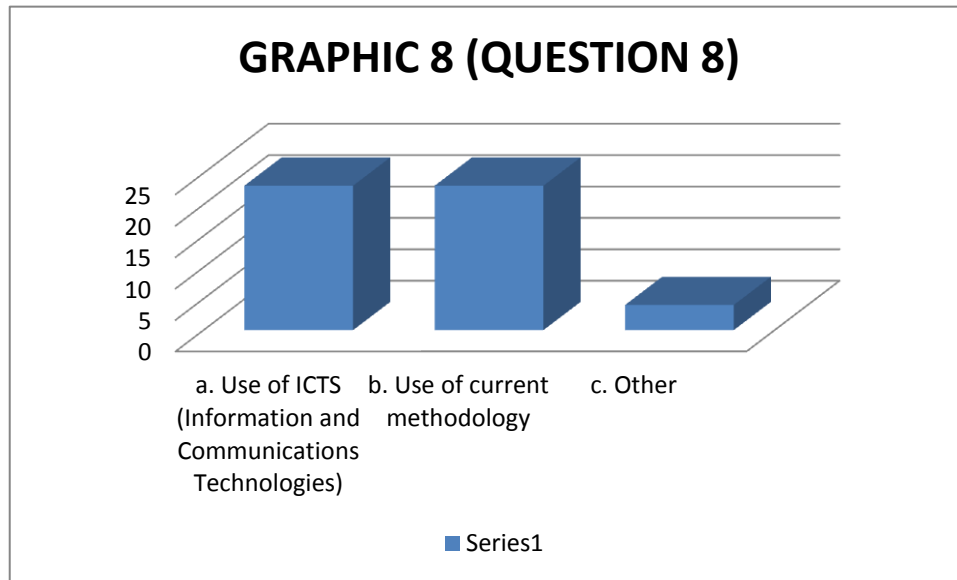 GRAPHIC 8 (QUESTION 8)
25
20
15
10
5
0
a. Use of ICTS
(Information and
Communications
Technologies)
b. Use of current
methodology
c. Other
Series1